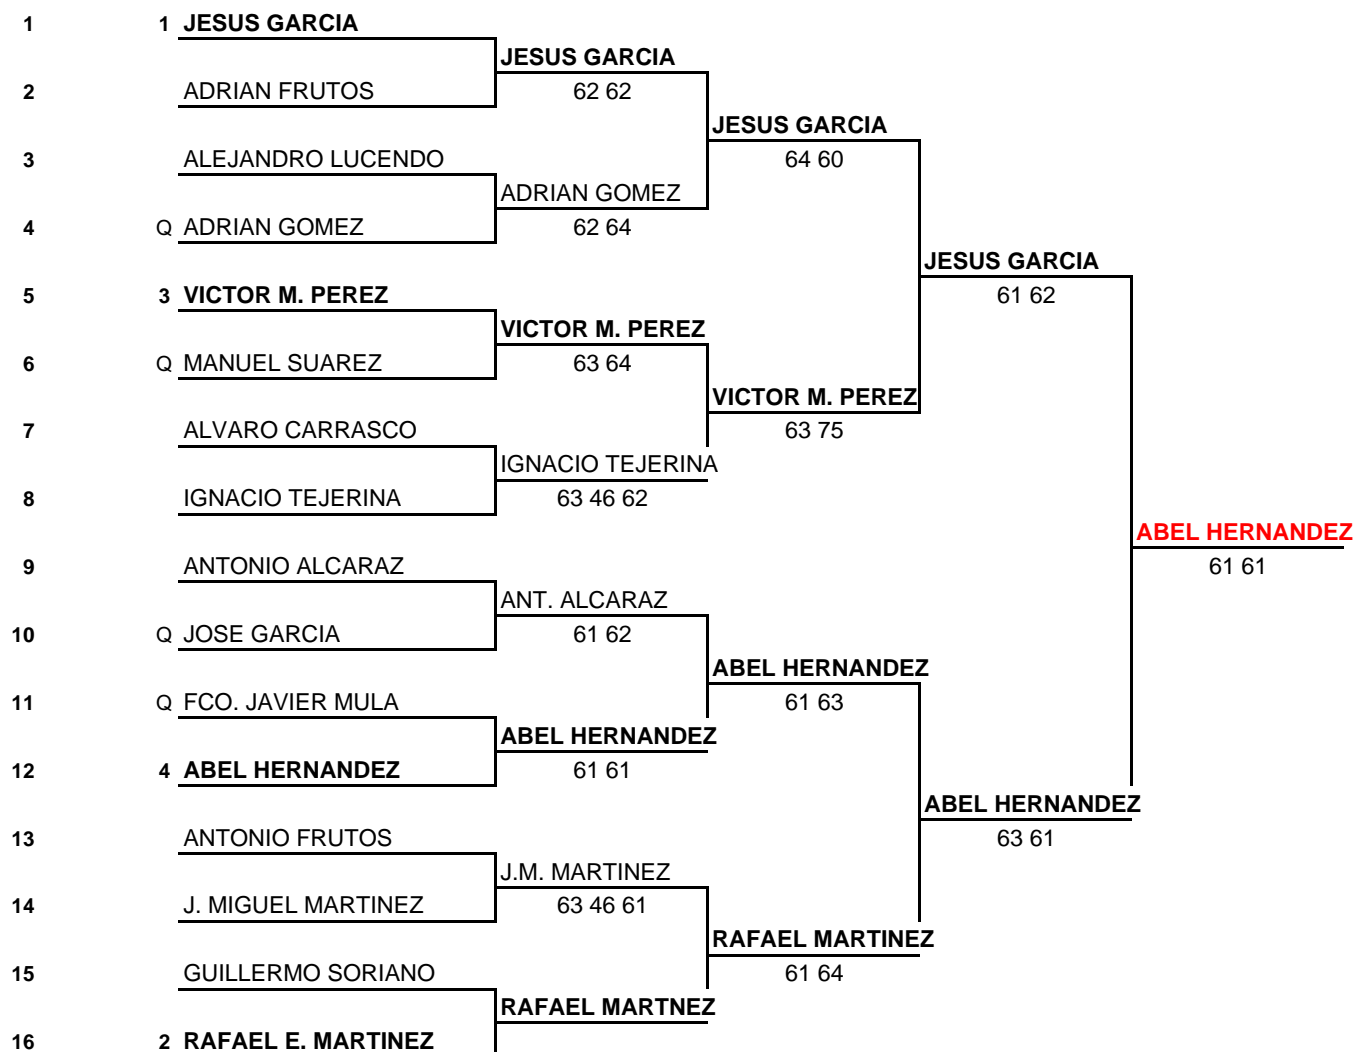 1 1 JESUS GARCIA
JESUS GARCIA
2 ADRIAN FRUTOS 62 62
JESUS GARCIA
3 ALEJANDRO LUCENDO 64 60
ADRIAN GOMEZ
4 Q ADRIAN GOMEZ 62 64
JESUS GARCIA
5 3 VICTOR M. PEREZ 61 62
VICTOR M. PEREZ
6 Q MANUEL SUAREZ 63 64
VICTOR M. PEREZ
7 ALVARO CARRASCO 63 75
IGNACIO TEJERINA
8 IGNACIO TEJERINA 63 46 62
ABEL HERNANDEZ
9 ANTONIO ALCARAZ 61 61
ANT. ALCARAZ
10 Q JOSE GARCIA 61 62
ABEL HERNANDEZ
11 Q FCO. JAVIER MULA 61 63
ABEL HERNANDEZ
12 4 ABEL HERNANDEZ 61 61
ABEL HERNANDEZ
13 ANTONIO FRUTOS 63 61
J.M. MARTINEZ
14 J. MIGUEL MARTINEZ 63 46 61
RAFAEL MARTINEZ
15 GUILLERMO SORIANO 61 64
RAFAEL MARTNEZ
16 2 RAFAEL E. MARTINEZ